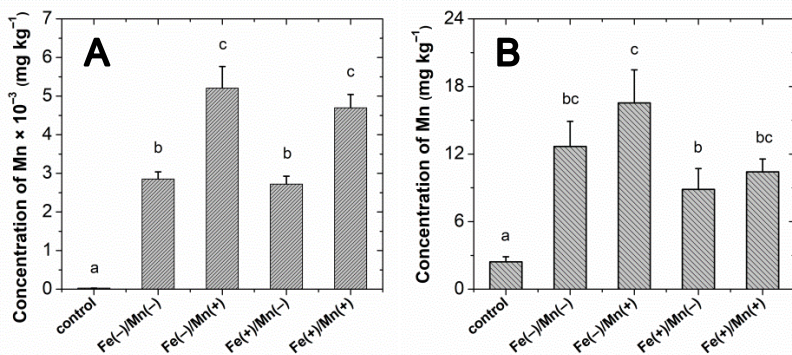 A
Concentration of Mn × 10⁻³ (mg kg⁻¹)
7
6
5
4
3
2
1
0
a
b
c
b
c
control
Fe(–)/Mn(–)
Fe(–)/Mn(+)
Fe(+)/Mn(–)
Fe(+)/Mn(+)
B
Concentration of Mn (mg kg⁻¹)
24
18
12
6
0
a
bc
c
b
bc
control
Fe(–)/Mn(–)
Fe(–)/Mn(+)
Fe(+)/Mn(–)
Fe(+)/Mn(+)